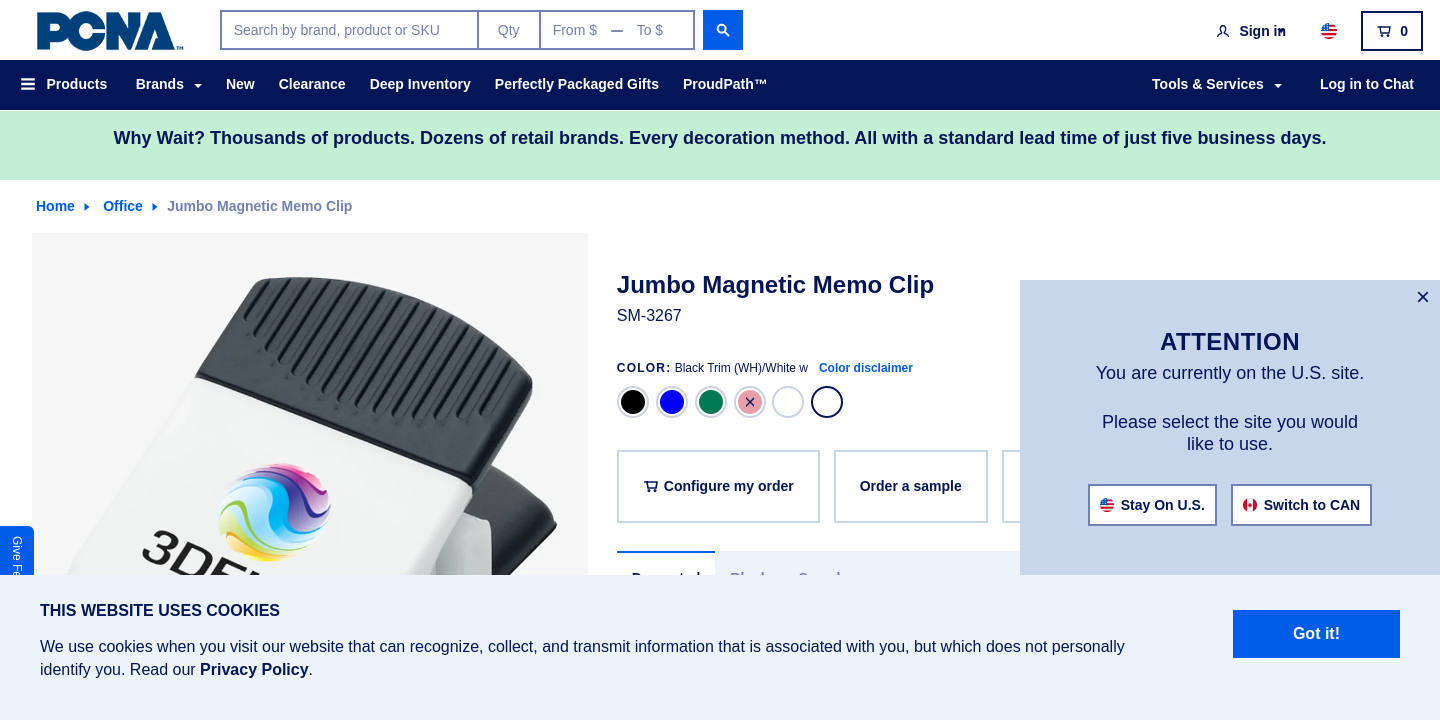 PCNA™
Search by brand, product or SKU
Qty
From $ — To $
Sign in
0
Products
Brands
New
Clearance
Deep Inventory
Perfectly Packaged Gifts
ProudPath™
Tools & Services
Log in to Chat
Why Wait? Thousands of products. Dozens of retail brands. Every decoration method. All with a standard lead time of just five business days.
Home Office Jumbo Magnetic Memo Clip
Jumbo Magnetic Memo Clip
SM-3267
COLOR: Black Trim (WH)/White w Color disclaimer
Configure my order
Order a sample
ATTENTION
You are currently on the U.S. site.
Please select the site you would
like to use.
Stay On U.S.
Switch to CAN
Give
THIS WEBSITE USES COOKIES
We use cookies when you visit our website that can recognize, collect, and transmit information that is associated with you, but which does not personally
identify you. Read our Privacy Policy.
Got it!